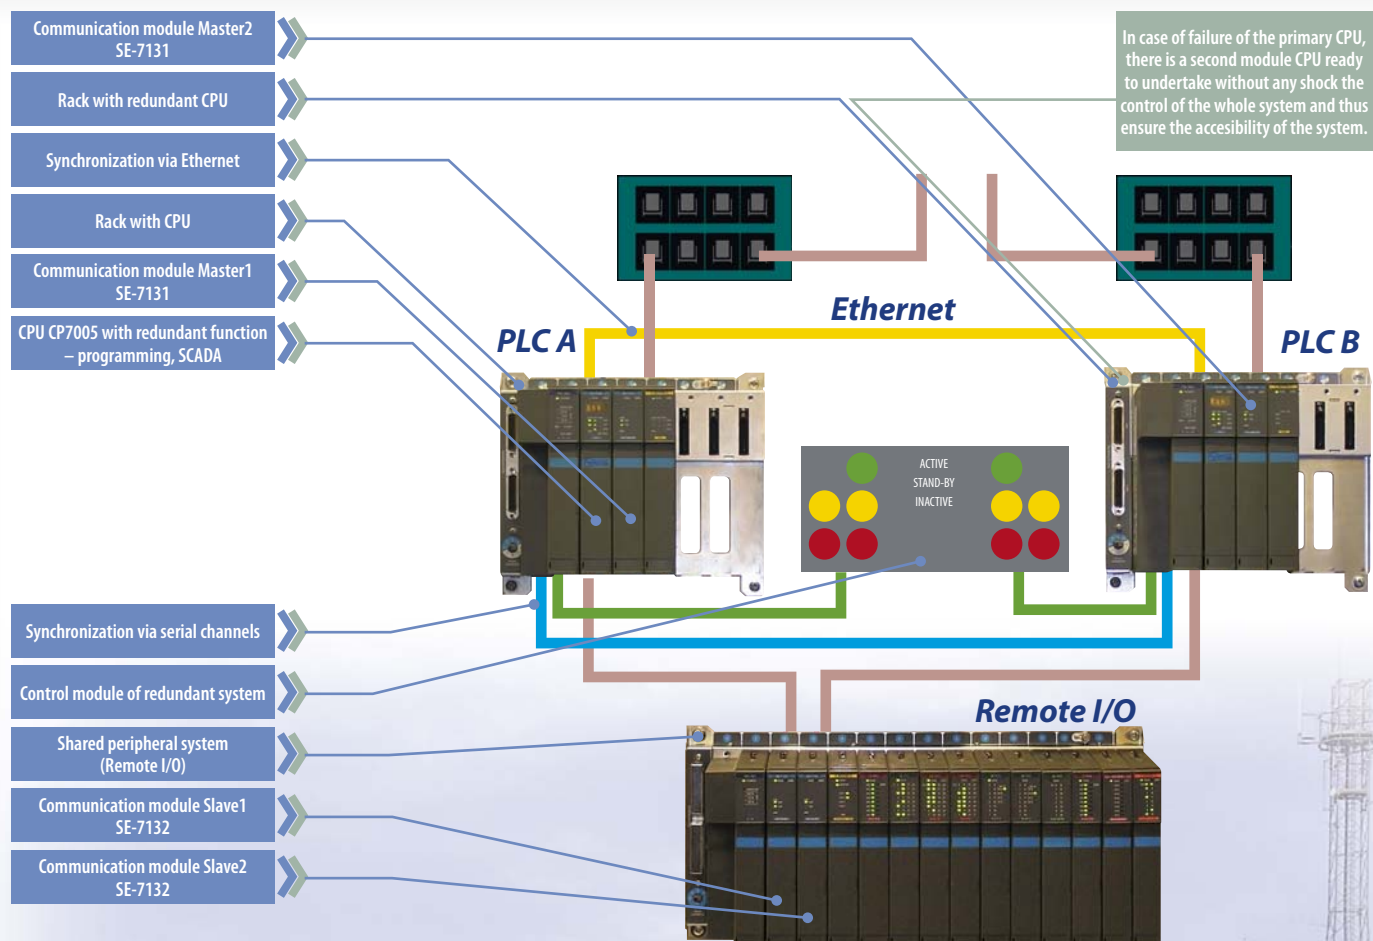 Communication module Master2
SE-7131
Rack with redundant CPU
Synchronization via Ethernet
Rack with CPU
Communication module Master1
SE-7131
CPU CP7005 with redundant function
– programming, SCADA
In case of failure of the primary CPU,
there is a second module CPU ready
to undertake without any shock the
control of the whole system and thus
ensure the accesibility of the system.
Ethernet
PLC A
PLC B
ACTIVE
STAND-BY
INACTIVE
Synchronization via serial channels
Control module of redundant system
Shared peripheral system
(Remote I/O)
Communication module Slave1
SE-7132
Communication module Slave2
SE-7132
Remote I/O